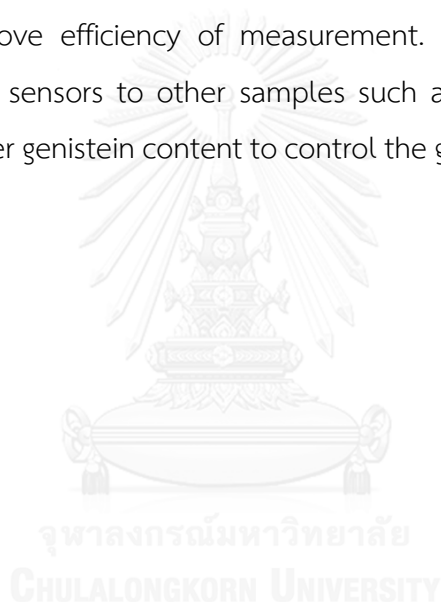 ove efficiency of measurement.
sensors to other samples such a
er genistein content to control the g
จุฬาลงกรณ์มหาวิทยาลัย
CHULALONGKORN UNIVERSITY